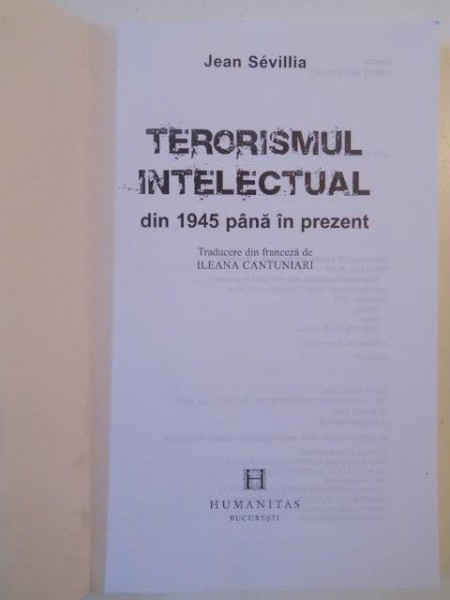 Jean Sévillia
TERORISMUL
INTELECTUAL
din 1945 până în prezent
Traducere din franceză de
ILEANA CANTUNIARI
H
HUMANITAS
BUCUREȘTI